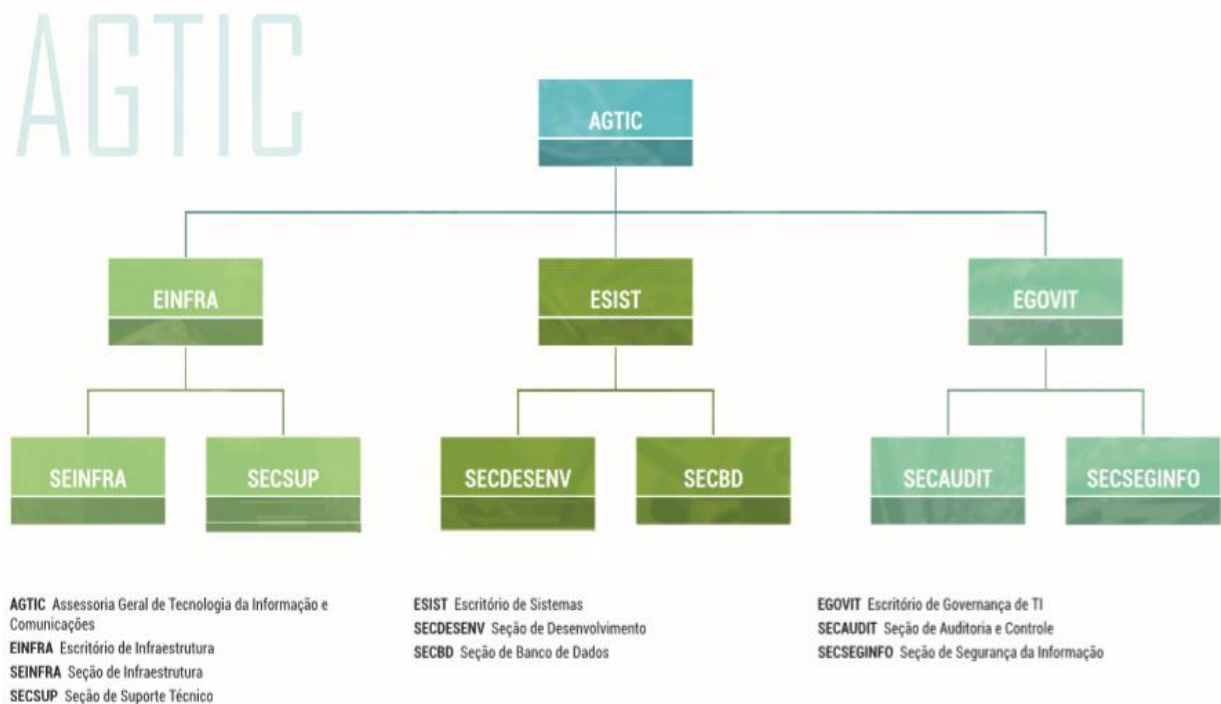 AGTIC
AGTIC
EINFRA
ESIST
EGOVIT
SEINFRA
SECSUP
SECDESENV
SECBD
SECAUDIT
SECSEGINFO
AGTIC Assessoria Geral de Tecnologia da Informação e
Comunicações
EINFRA Escritório de Infraestrutura
SEINFRA Seção de Infraestrutura
SECSUP Seção de Suporte Técnico
ESIST Escritório de Sistemas
SECDESENV Seção de Desenvolvimento
SECBD Seção de Banco de Dados
EGOVIT Escritório de Governança de TI
SECAUDIT Seção de Auditoria e Controle
SECSEGINFO Seção de Segurança da Informação